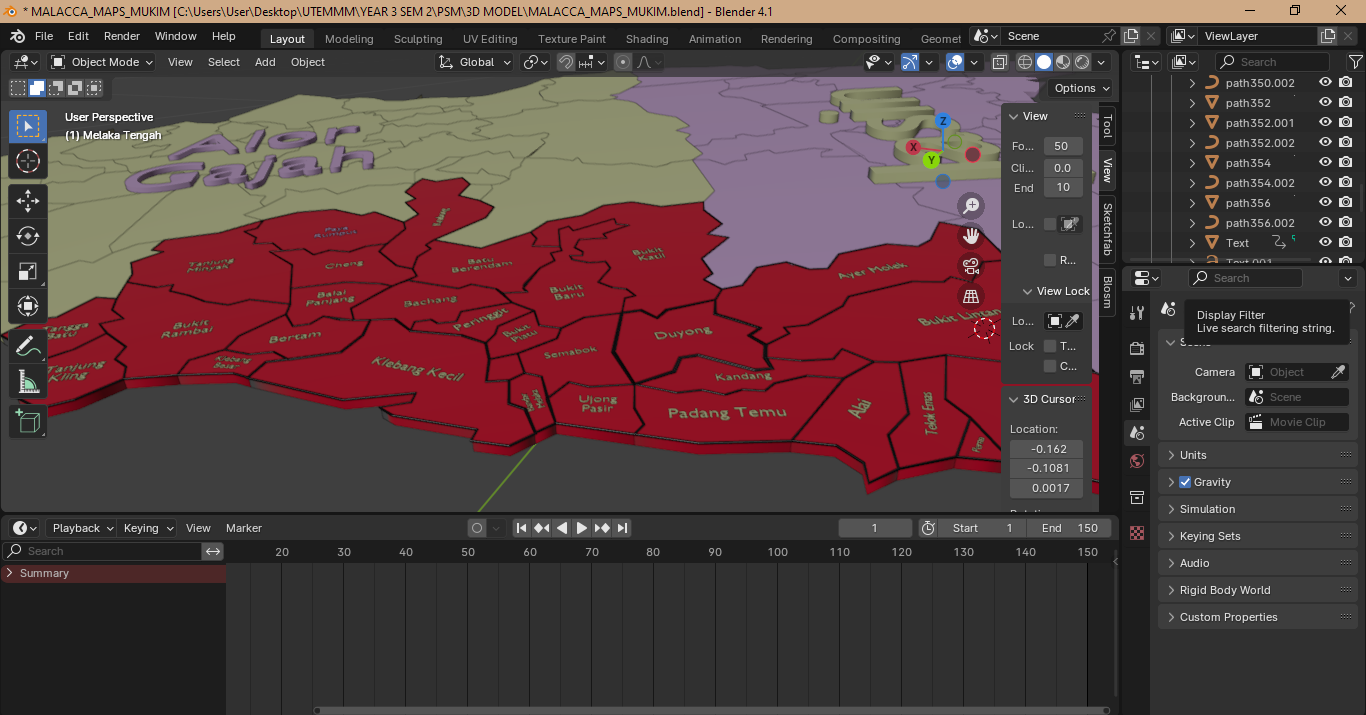 * MALACCA_MAPS_MUKIM [C:\Users\User\Desktop\UTEMMM\YEAR 3 SEM 2\PSM\3D MODEL\MALACCA_MAPS_MUKIM.blend] - Blender 4.1
File Edit Render Window Help Layout Modeling Sculpting UV Editing Texture Paint Shading Animation Rendering Compositing Geomet Scene ViewLayer
Object Mode View Select Add Object Global Search
Options
User Perspective
(1) Melaka Tengah
Alor
Gajah
Tanjung
Minyak
Cheng
Batu
Berendam
Bukit
Katil
Ayer Molek
Balai
Panjang
Bachang
Bukit
Baru
Bukit Lintan
Bukit
Rambai
Bertam
Peringgit
Bukit
Piatu
Duyong
Semabok
Tanjung
Kling
Klebang Kecil
Kandang
Ujong
Pasir
Padang Temu
Alai
Telok Emas
Z
X
Y
View
Fo... 50
Cli... 0.0
End 10
Lo...
R...
View Lock
Lo...
Lock T...
C...
3D Cursor
Location:
-0.162
-0.1081
0.0017
Tool
View
Sketchfab
Blosm
path350.002
path352
path352.001
path352.002
path354
path354.002
path356
path356.002
Text
Text.001
Search
Display Filter
Live search filtering string.
Camera Object
Backgroun... Scene
Active Clip Movie Clip
Units
Gravity
Simulation
Keying Sets
Audio
Rigid Body World
Custom Properties
Playback Keying View Marker 1 Start 1 End 150
Search 20 30 40 50 60 70 80 90 100 110 120 130 140 150
Summary